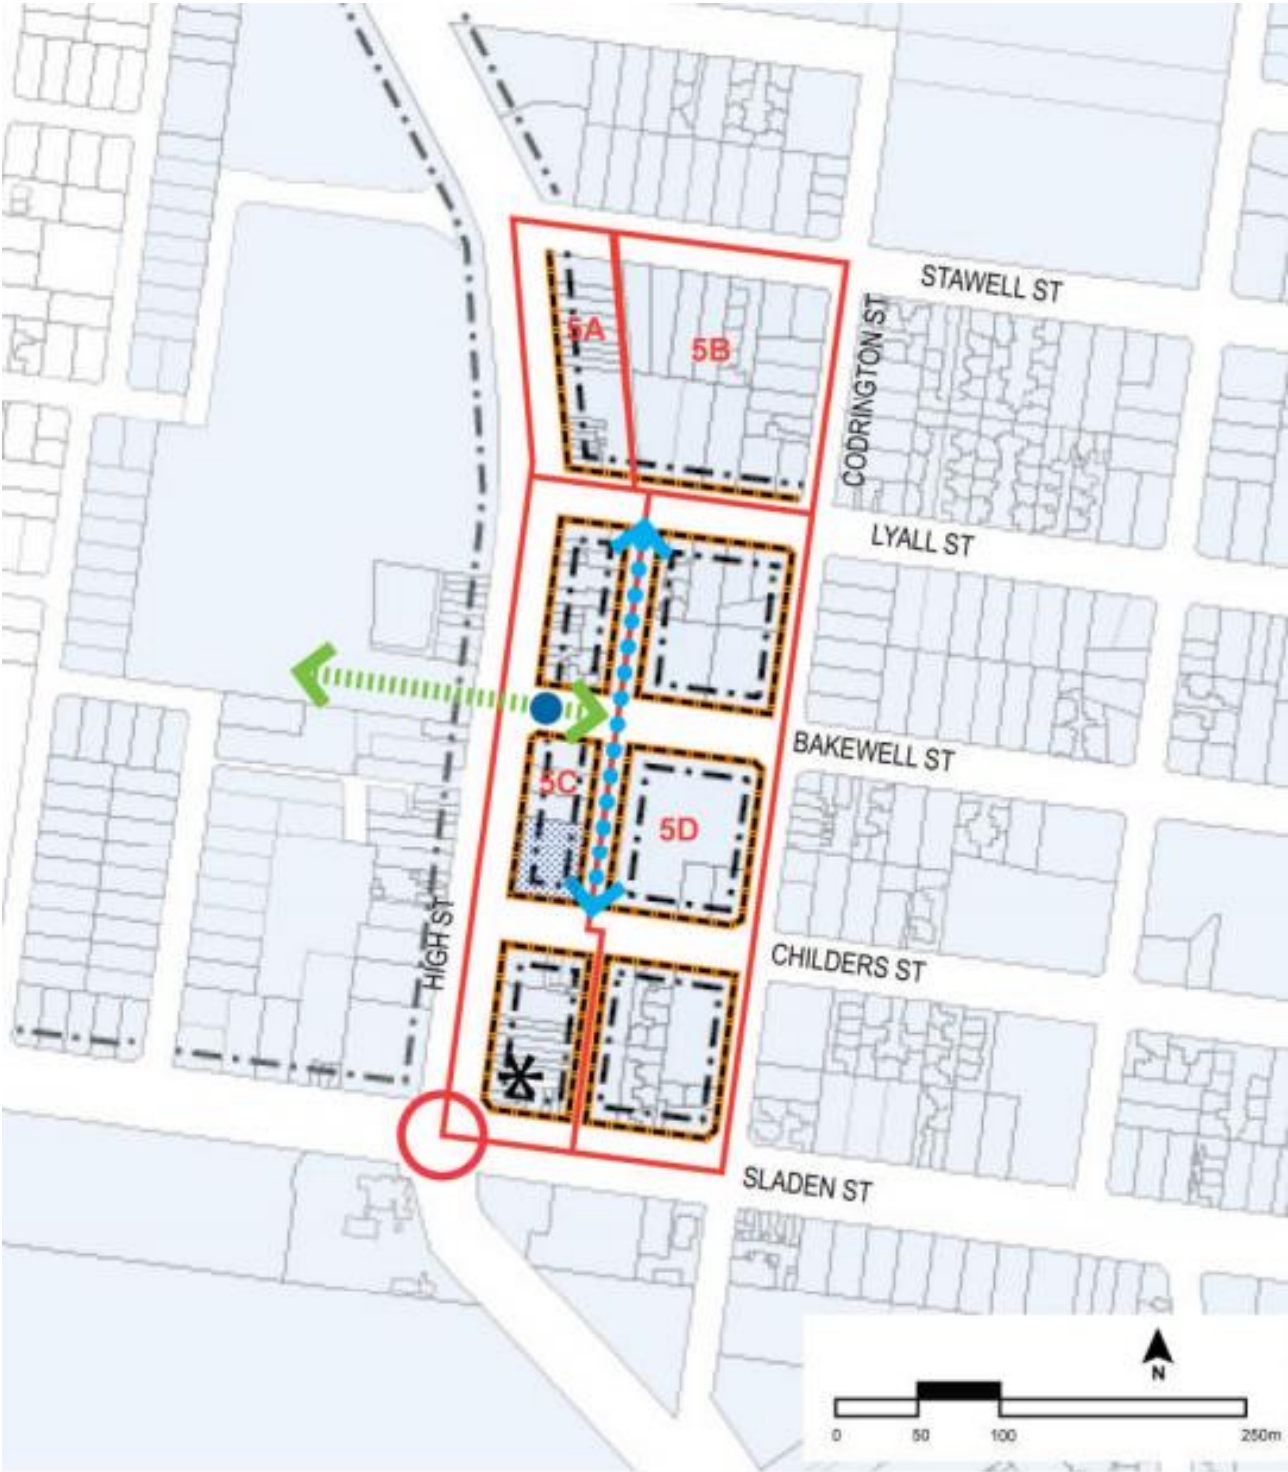 STAWELL ST
CODRINGTON ST
5A
5B
LYALL ST
BAKEWELL ST
5C
5D
HIGH ST
CHILDERS ST
SLADEN ST
N
0 50 100 250m